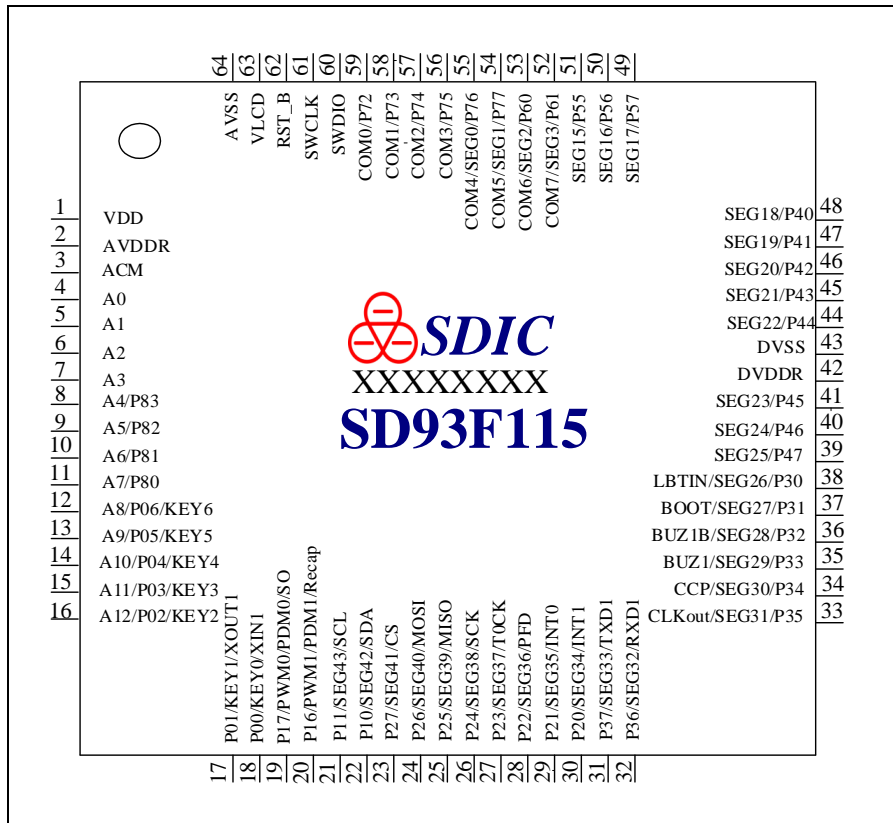 64
63
62
61
60
59
58
57
56
55
54
53
52
51
50
49
AVSS
VLCD
RST_B
SWCLK
SWDIO
COM0/P72
COM1/P73
COM2/P74
COM3/P75
COM4/SEG0/P76
COM5/SEG1/P77
COM6/SEG2/P60
COM7/SEG3/P61
SEG15/P55
SEG16/P56
SEG17/P57
1 VDD
2 AVDDR
3 ACM
4 A0
5 A1
6 A2
7 A3
8 A4/P83
9 A5/P82
10 A6/P81
11 A7/P80
12 A8/P06/KEY6
13 A9/P05/KEY5
14 A10/P04/KEY4
15 A11/P03/KEY3
16 A12/P02/KEY2
SDIC
XXXXXXXX
SD93F115
SEG18/P40 48
SEG19/P41 47
SEG20/P42 46
SEG21/P43 45
SEG22/P44 44
DVSS 43
DVDDR 42
SEG23/P45 41
SEG24/P46 40
SEG25/P47 39
LBTIN/SEG26/P30 38
BOOT/SEG27/P31 37
BUZ1B/SEG28/P32 36
BUZ1/SEG29/P33 35
CCP/SEG30/P34 34
CLKout/SEG31/P35 33
P01/KEY1/XOUT1
P00/KEY0/XIN1
P17/PWM0/PDM0/SO
P16/PWM1/PDM1/Recap
P11/SEG43/SCL
P10/SEG42/SDA
P27/SEG41/CS
P26/SEG40/MOSI
P25/SEG39/MISO
P24/SEG38/SCK
P23/SEG37/T0CK
P22/SEG36/PFD
P21/SEG35/INT0
P20/SEG34/INT1
P37/SEG33/TXD1
P36/SEG32/RXD1
17
18
19
20
21
22
23
24
25
26
27
28
29
30
31
32